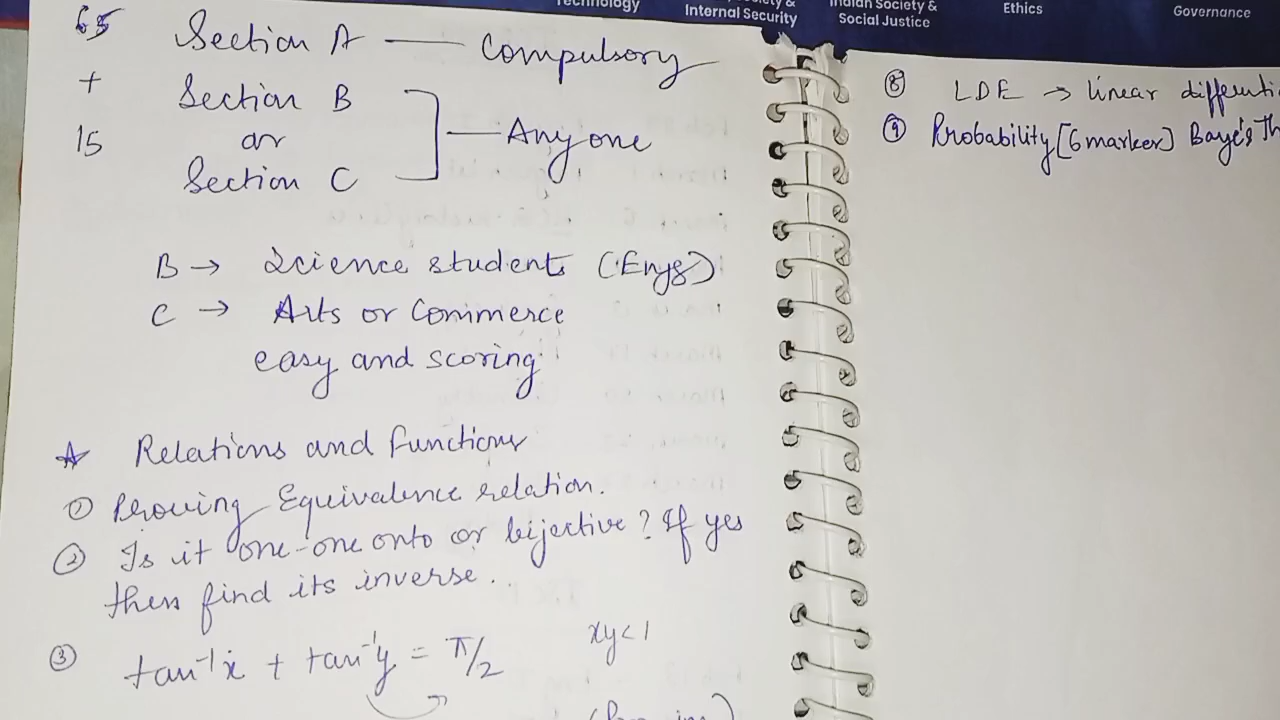 Technology
Internal Security
Indian Society &
Social Justice
Ethics
Governance
65 Section A — Compulsory
+ Section B
or — Any one
15
Section C
B → Science students (Engg)
C → Arts or Commerce
easy and scoring
Relations and functions
① Proving Equivalence relation.
② Is it one-one onto or bijective? If yes
then find its inverse.
③ tan⁻¹x + tan⁻¹y = π/2 xy<1
⑧ LDE → linear differenti
⑨ Probability [6 marker] Baye's Th